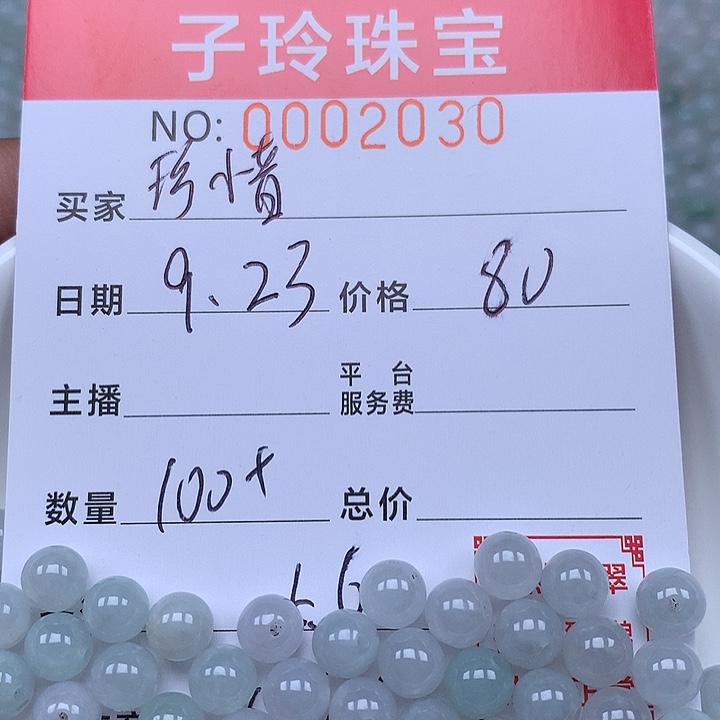 子玲珠宝
NO: 0002030
买家 珍惜
日期 9.23 价格 80
主播 平台服务费
数量 100+ 总价
翠